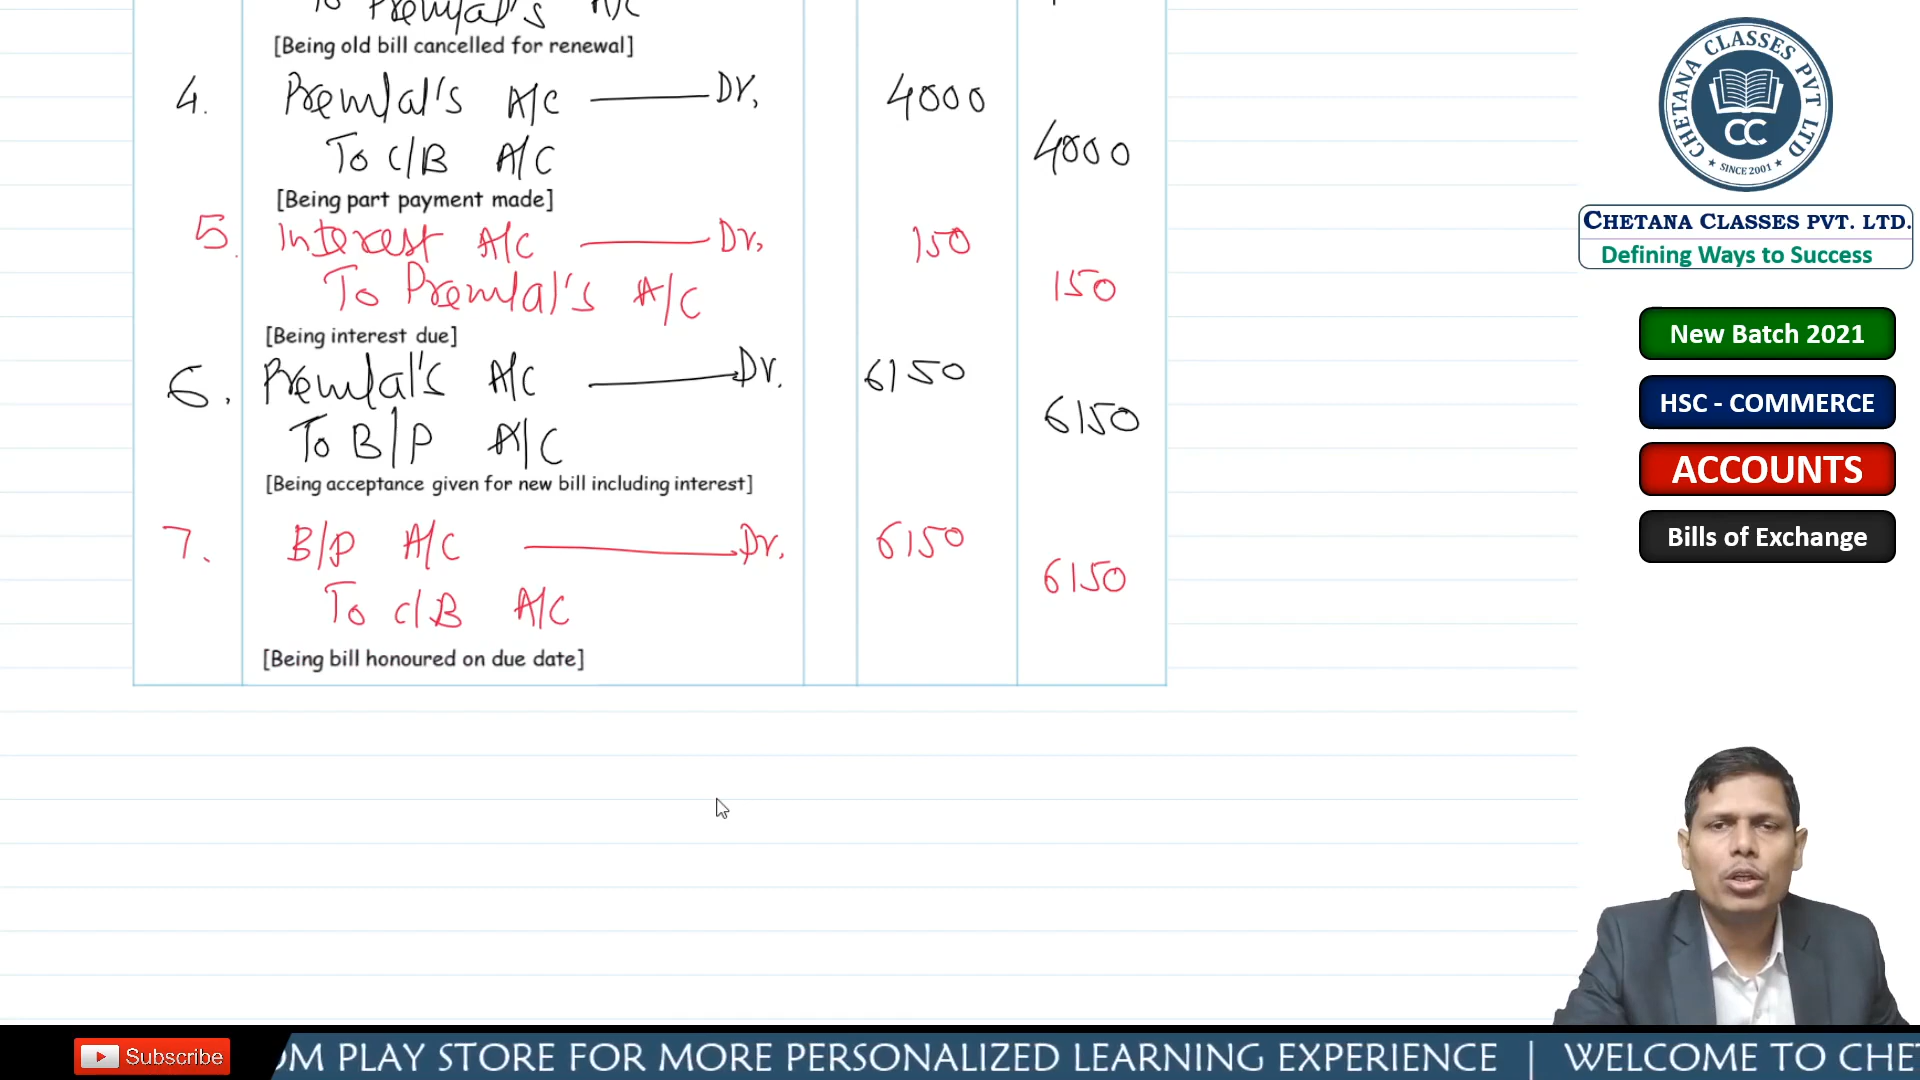 To Premlal's A/C
[Being old bill cancelled for renewal]
4. Premlal's A/C Dr. 4000
To C/B A/C 4000
[Being part payment made]
5. Interest A/C Dr. 150
To Premlal's A/C 150
[Being interest due]
6. Premlal's A/C Dr. 6150
To B/P A/C 6150
[Being acceptance given for new bill including interest]
7. B/P A/C Dr. 6150
To C/B A/C 6150
[Being bill honoured on due date]
CHETANA CLASSES PVT LTD
CC
SINCE 2001
CHETANA CLASSES PVT. LTD.
Defining Ways to Success
New Batch 2021
HSC - COMMERCE
ACCOUNTS
Bills of Exchange
Subscribe
OM PLAY STORE FOR MORE PERSONALIZED LEARNING EXPERIENCE | WELCOME TO CHE